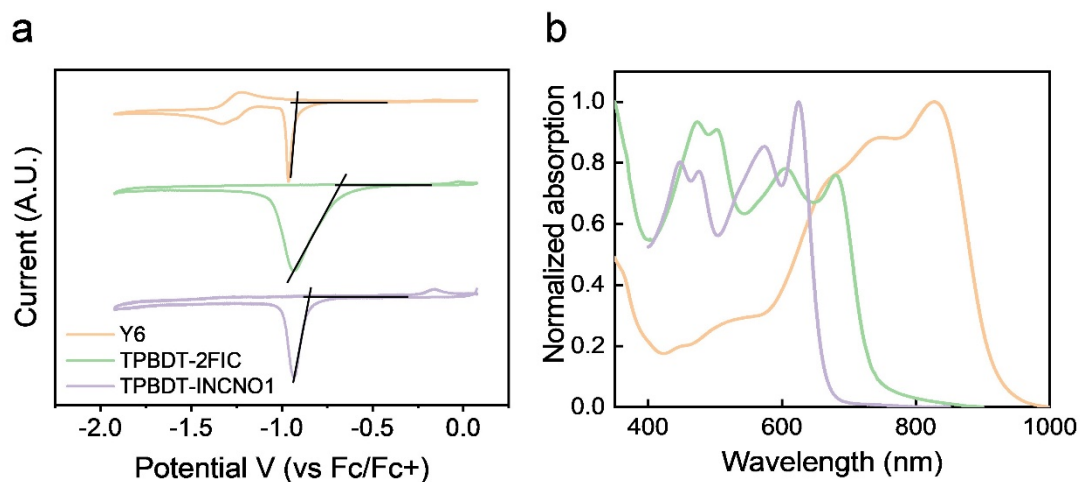 a
Current (A.U.)
Y6
TPBDT-2FIC
TPBDT-INCNO1
-2.0 -1.5 -1.0 -0.5 0.0
Potential V (vs Fc/Fc+)
b
Normalized absorption
1.0
0.8
0.6
0.4
0.2
0.0
400 600 800 1000
Wavelength (nm)